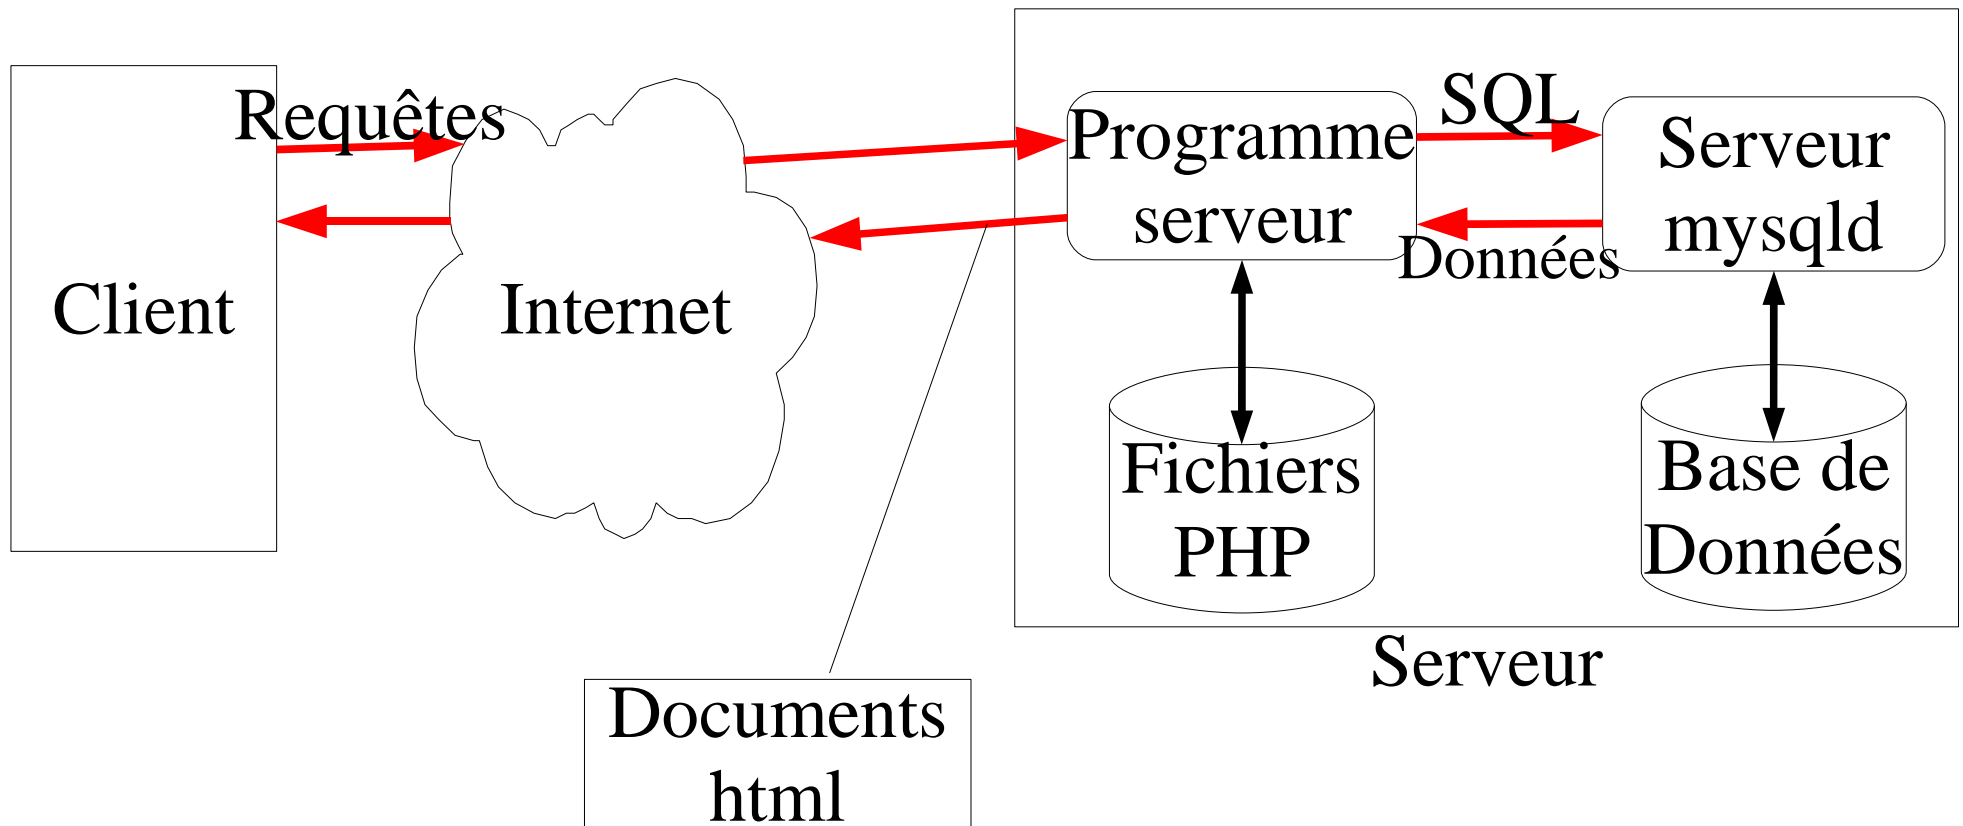 Requêtes
Client
Internet
Programme
serveur
SQL
Données
Serveur
mysqld
Fichiers
PHP
Base de
Données
Serveur
Documents
html